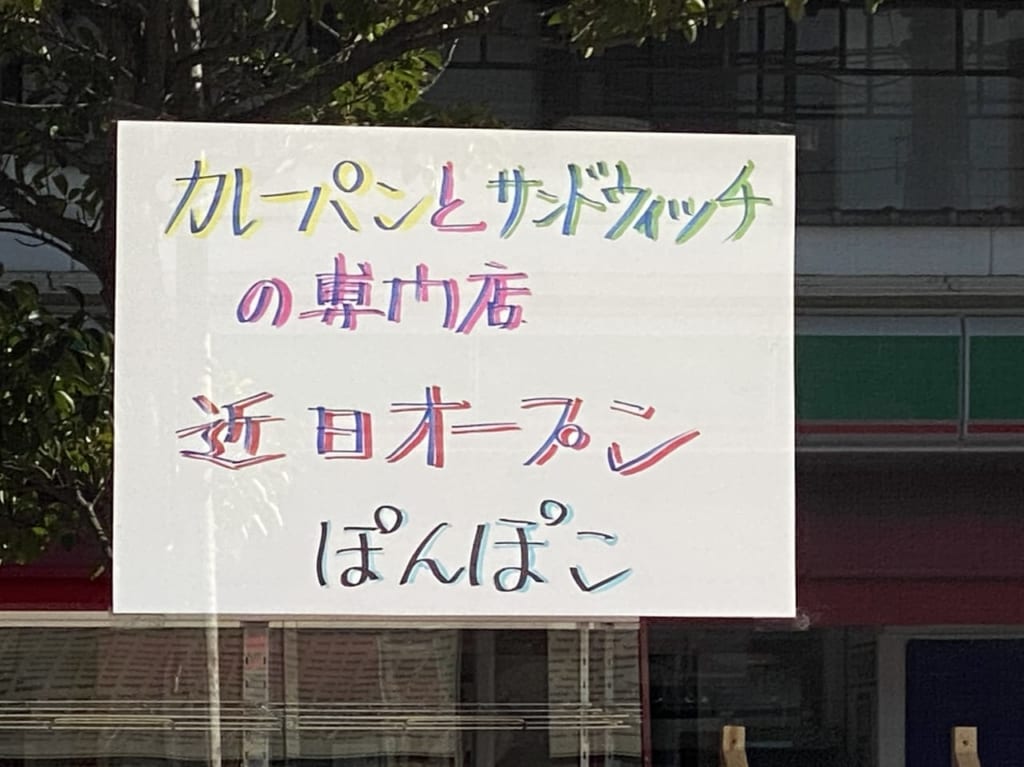 カレーパンとサンドウィッチ
の専門店
近日オープン
ぽんぽこ